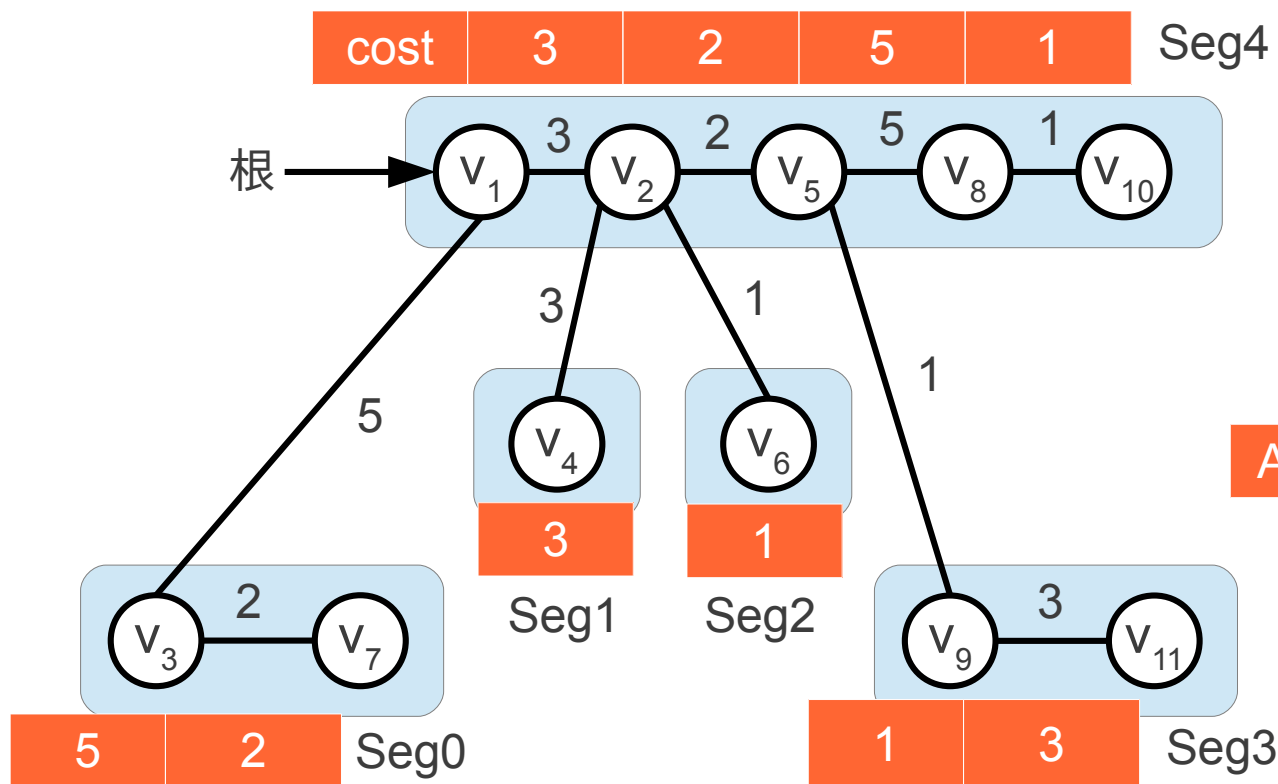 cost 3 2 5 1 Seg4
3 2 5 1
根 v1 v2 v5 v8 v10
3 1
5 1
v4 v6
A
3 1
Seg1 Seg2
2 3
v3 v7 v9 v11
5 2 Seg0 1 3 Seg3